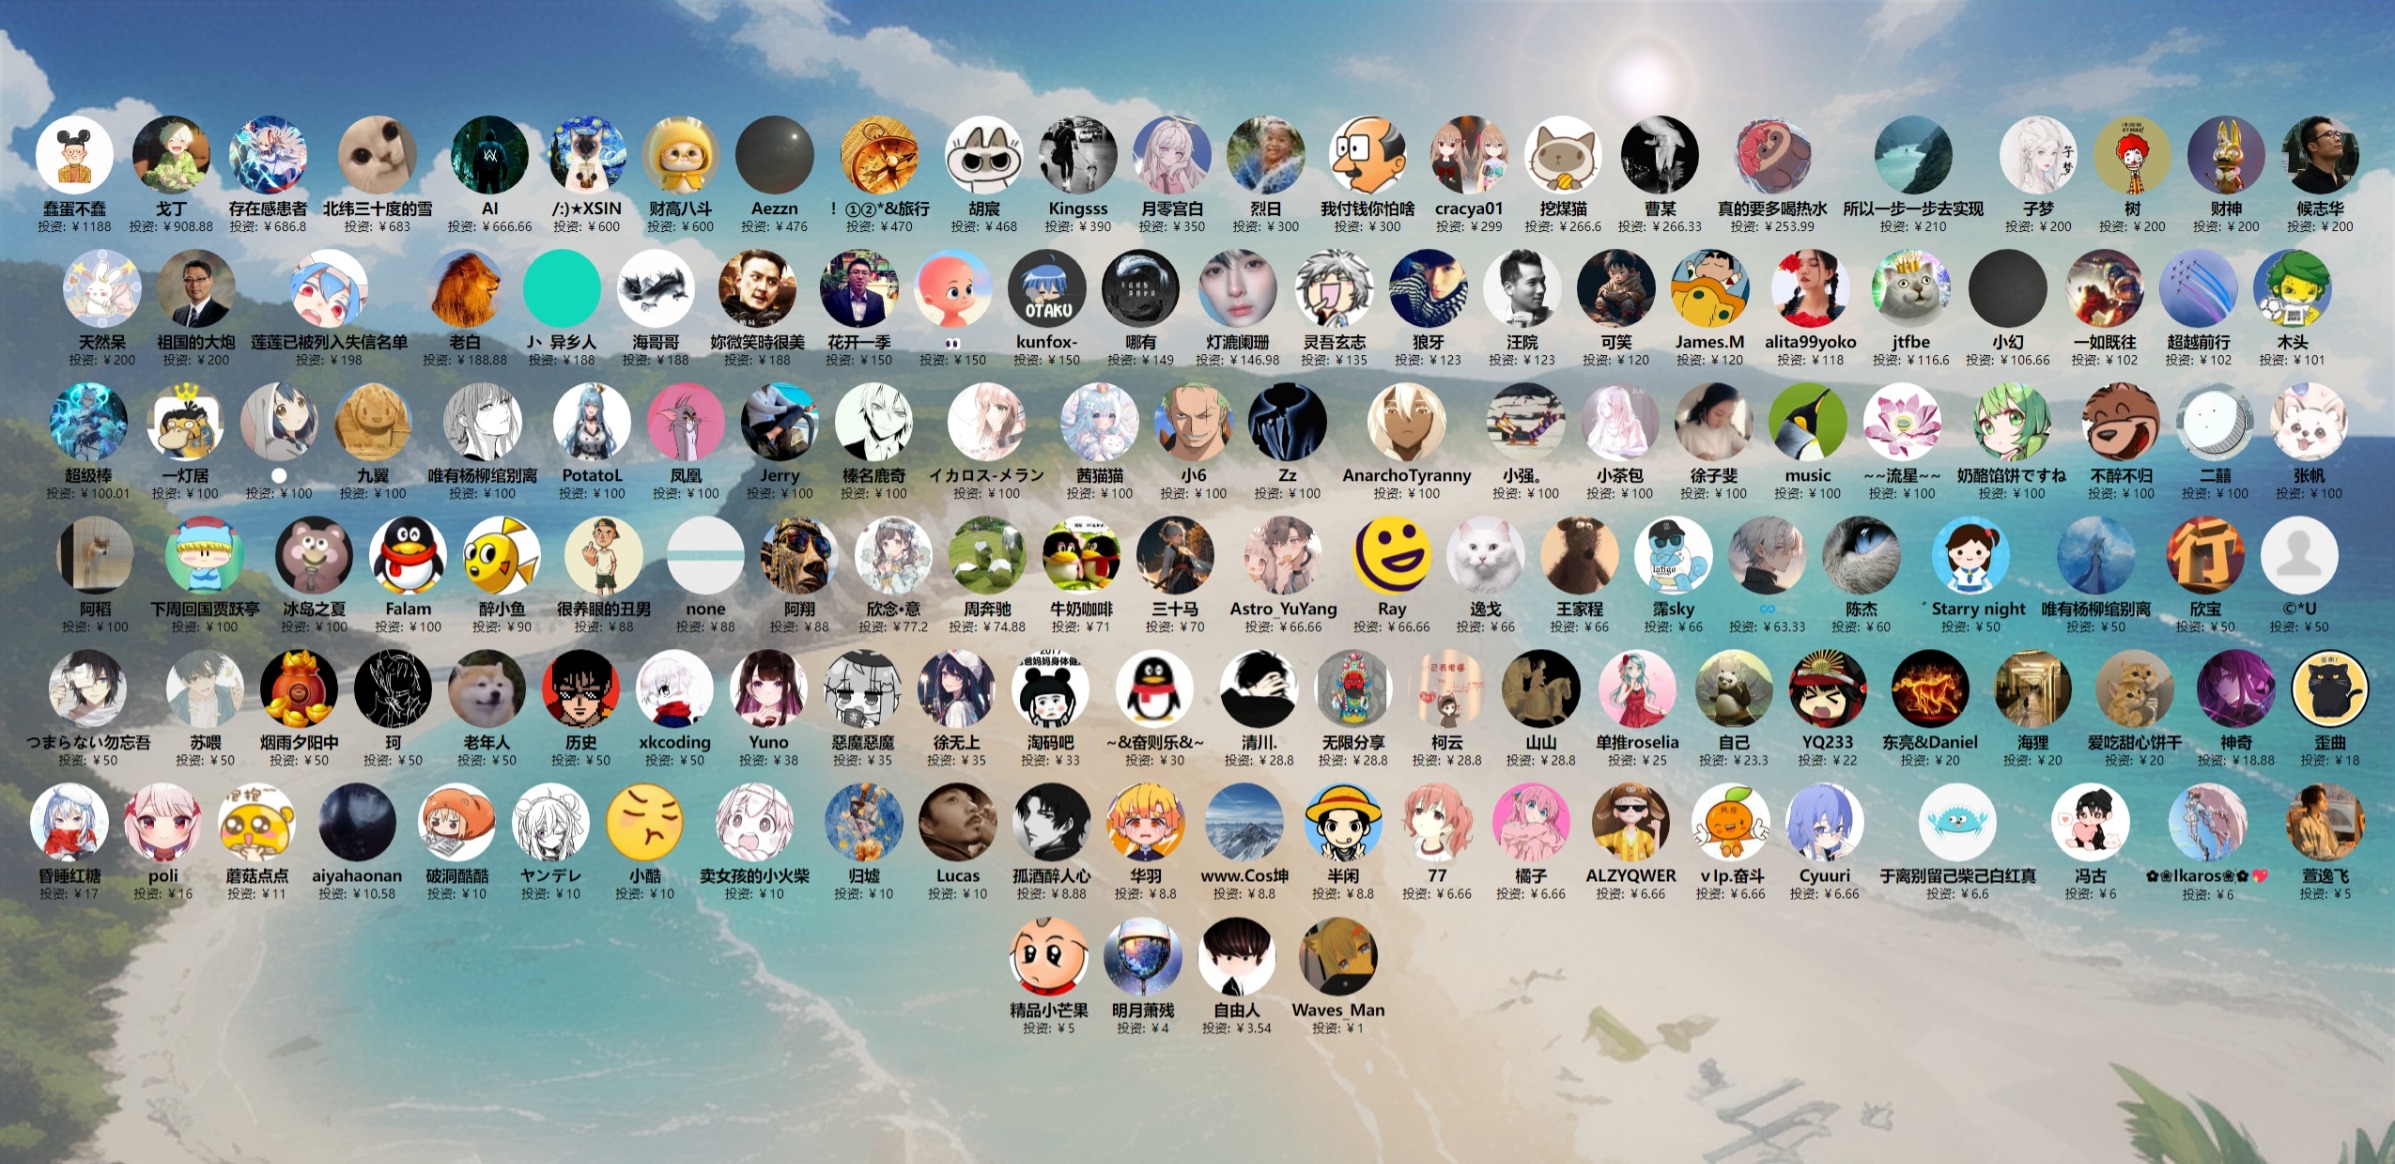 蠢蛋不蠢
投资: ¥1188
戈丁
投资: ¥908.88
存在感患者
投资: ¥686.8
北纬三十度的雪
投资: ¥683
AI
投资: ¥666.66
/:)★XSIN
投资: ¥600
财高八斗
投资: ¥600
Aezzn
投资: ¥476
！①②*&旅行
投资: ¥470
胡宸
投资: ¥468
Kingsss
投资: ¥390
月零宫白
投资: ¥350
烈日
投资: ¥300
我付钱你怕啥
投资: ¥300
cracya01
投资: ¥299
挖煤猫
投资: ¥266.6
曹某
投资: ¥266.33
真的要多喝热水
投资: ¥253.99
所以一步一步去实现
投资: ¥210
子梦
子梦
投资: ¥200
树
投资: ¥200
财神
投资: ¥200
候志华
投资: ¥200
天然呆
投资: ¥200
祖国的大炮
投资: ¥200
莲莲已被列入失信名单
投资: ¥198
老白
投资: ¥188.88
丿丶异乡人
投资: ¥188
海哥哥
投资: ¥188
妳微笑時很美
投资: ¥188
花开一季
投资: ¥150
投资: ¥150
OTAKU
kunfox-
投资: ¥150
哪有
投资: ¥149
灯漉阑珊
投资: ¥146.98
灵吾玄志
投资: ¥135
狼牙
投资: ¥123
汪院
投资: ¥123
可笑
投资: ¥120
James.M
投资: ¥120
alita99yoko
投资: ¥118
jtfbe
投资: ¥116.6
小幻
投资: ¥106.66
一如既往
投资: ¥102
超越前行
投资: ¥102
木头
投资: ¥101
超级棒
投资: ¥100.01
一灯居
投资: ¥100
投资: ¥100
九翼
投资: ¥100
唯有杨柳绾别离
投资: ¥100
PotatoL
投资: ¥100
凤凰
投资: ¥100
Jerry
投资: ¥100
榛名鹿奇
投资: ¥100
イカロス-メラン
投资: ¥100
茜猫猫
投资: ¥100
小6
投资: ¥100
Zz
投资: ¥100
AnarchoTyranny
投资: ¥100
小强。
投资: ¥100
小茶包
投资: ¥100
徐子斐
投资: ¥100
music
投资: ¥100
~~流星~~
投资: ¥100
奶酪馅饼ですね
投资: ¥100
不醉不归
投资: ¥100
二囍
投资: ¥100
张帆
投资: ¥100
阿稻
投资: ¥100
下周回国贾跃亭
投资: ¥100
冰岛之夏
投资: ¥100
Falam
投资: ¥100
醉小鱼
投资: ¥90
很养眼的丑男
投资: ¥88
none
投资: ¥88
阿翔
投资: ¥88
欣念•意
投资: ¥77.2
周奔驰
投资: ¥74.88
牛奶咖啡
投资: ¥71
三十马
投资: ¥70
Astro_YuYang
投资: ¥66.66
Ray
投资: ¥66.66
逸戈
投资: ¥66
王家程
投资: ¥66
霈sky
投资: ¥66
∞
投资: ¥63.33
陈杰
投资: ¥60
ˊStarry night
投资: ¥50
唯有杨柳绾别离
投资: ¥50
行
欣宝
投资: ¥50
©*U
投资: ¥50
つまらない勿忘吾
投资: ¥50
苏喂
投资: ¥50
烟雨夕阳中
投资: ¥50
珂
投资: ¥50
老年人
投资: ¥50
历史
投资: ¥50
xkcoding
投资: ¥50
Yuno
投资: ¥38
惡魔惡魔
投资: ¥35
徐无上
投资: ¥35
淘码吧
投资: ¥33
~&奋则乐&~
投资: ¥30
清川.
投资: ¥28.8
无限分享
投资: ¥28.8
已有老婆
柯云
投资: ¥28.8
山山
投资: ¥28.8
单推roselia
投资: ¥25
自己
投资: ¥23.3
YQ233
投资: ¥22
东亮&Daniel
投资: ¥20
海狸
投资: ¥20
爱吃甜心饼干
投资: ¥20
神奇
投资: ¥18.88
歪曲
投资: ¥18
昏睡红糖
投资: ¥17
poli
投资: ¥16
抱抱
蘑菇点点
投资: ¥11
aiyahaonan
投资: ¥10.58
破洞酷酷
投资: ¥10
ヤンデレ
投资: ¥10
小酷
投资: ¥10
卖女孩的小火柴
投资: ¥10
归墟
投资: ¥10
Lucas
投资: ¥10
孤酒醉人心
投资: ¥8.88
华羽
投资: ¥8.8
www.Cos坤
投资: ¥8.8
半闲
投资: ¥8.8
77
投资: ¥6.66
橘子
投资: ¥6.66
ALZYQWER
投资: ¥6.66
v lp.奋斗
投资: ¥6.66
Cyuuri
投资: ¥6.66
于离别留己柴己白红真
投资: ¥6.6
冯古
投资: ¥6
✿❀Ikaros❀✿💖
投资: ¥6
萱逸飞
投资: ¥5
精品小芒果
投资: ¥5
明月萧残
投资: ¥4
自由人
投资: ¥3.54
Waves_Man
投资: ¥1